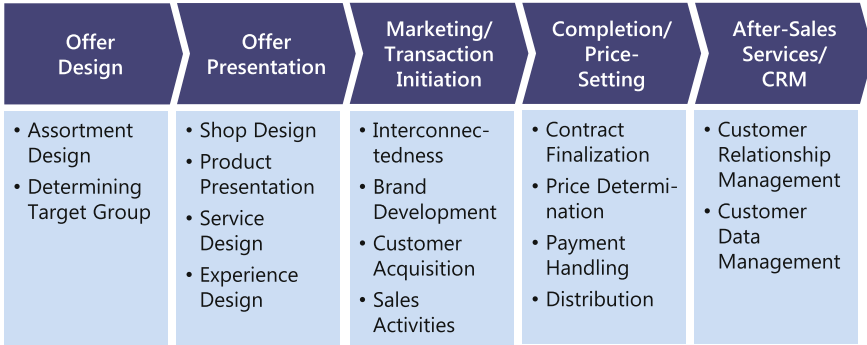 Offer
Design
Offer
Presentation
Marketing/
Transaction
Initiation
Completion/
Price-
Setting
After-Sales
Services/
CRM
• Assortment
Design
• Determining
Target Group
• Shop Design
• Product
Presentation
• Service
Design
• Experience
Design
• Interconnec-
tedness
• Brand
Development
• Customer
Acquisition
• Sales
Activities
• Contract
Finalization
• Price Determi-
nation
• Payment
Handling
• Distribution
• Customer
Relationship
Management
• Customer
Data
Management